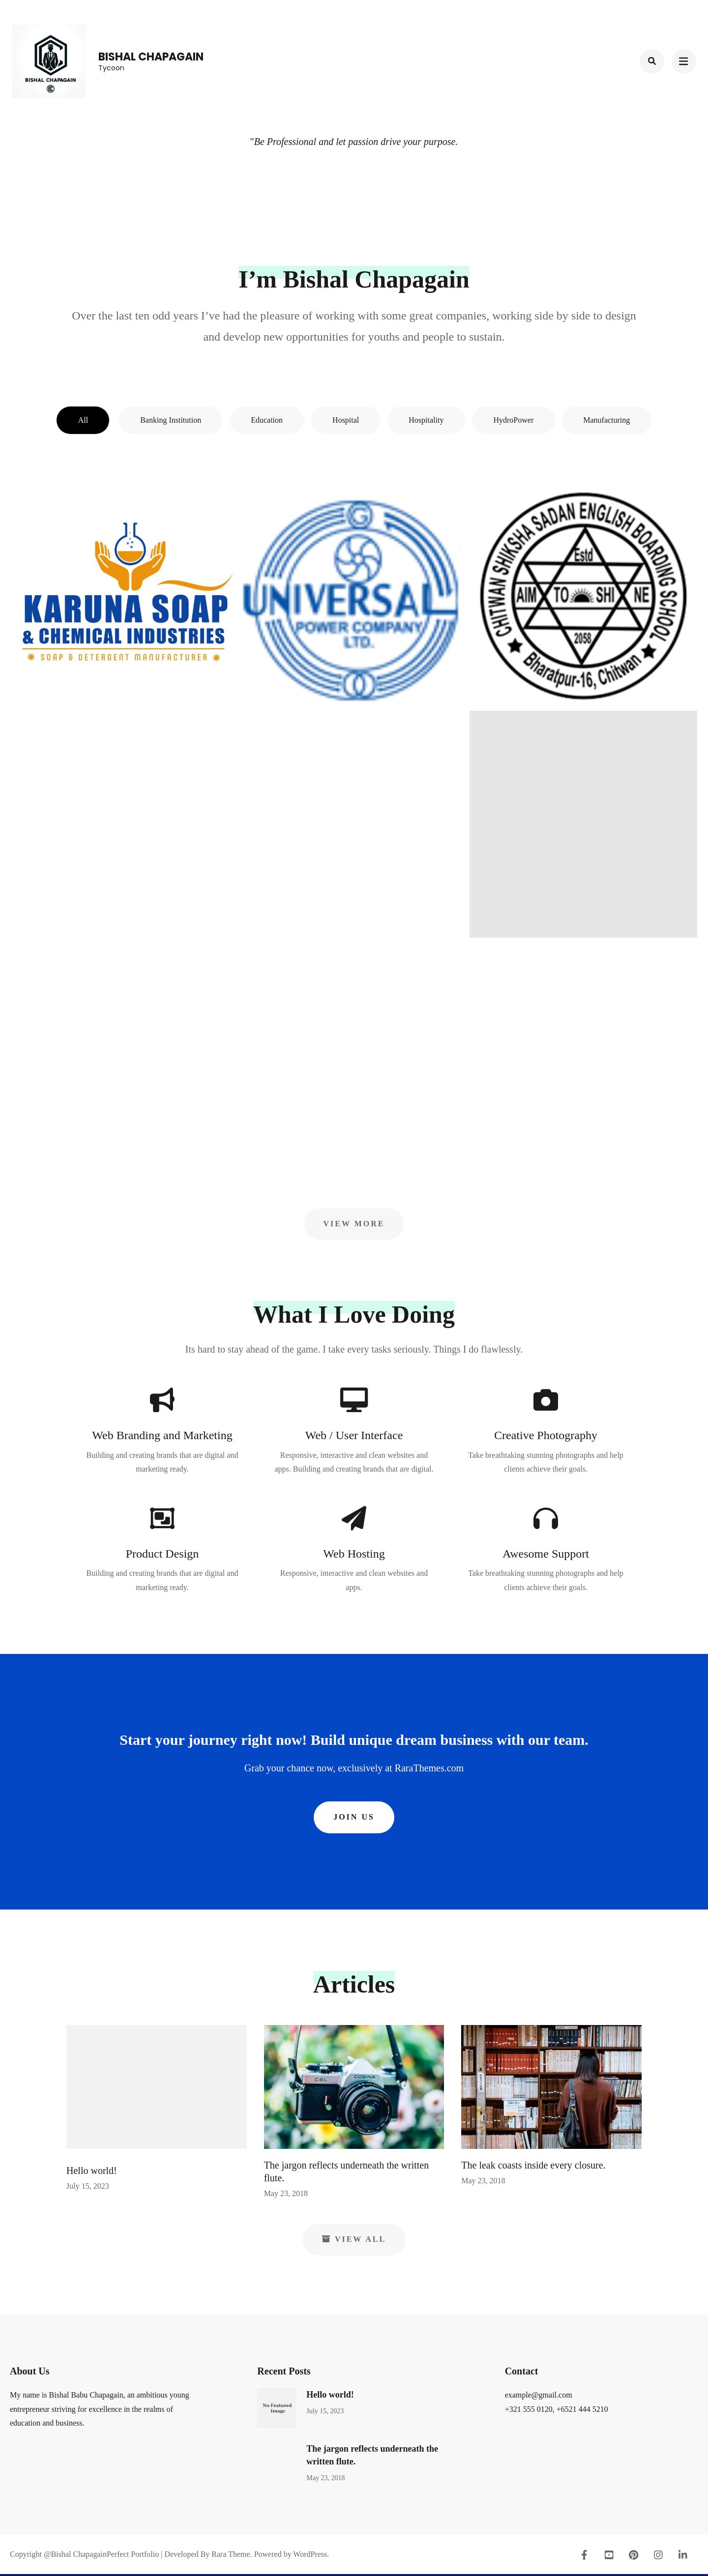 BISHAL CHAPAGAIN
BISHAL CHAPAGAIN
Tycoon
"Be Professional and let passion drive your purpose.
I’m Bishal Chapagain
Over the last ten odd years I’ve had the pleasure of working with some great companies, working side by side to design
and develop new opportunities for youths and people to sustain.
All
Banking Institution
Education
Hospital
Hospitality
HydroPower
Manufacturing
KARUNA SOAP
& CHEMICAL INDUSTRIES
SOAP & DETERGENT MANUFACTURER
UNIVERSAL
POWER COMPANY
LTD.
CHITWAN SHIKSHA SADAN ENGLISH BOARDING SCHOOL
Estd
AIM TO SHINE
2058
Bharatpur-16, Chitwan
VIEW MORE
What I Love Doing
Its hard to stay ahead of the game. I take every tasks seriously. Things I do flawlessly.
Web Branding and Marketing
Building and creating brands that are digital and
marketing ready.
Web / User Interface
Responsive, interactive and clean websites and
apps. Building and creating brands that are digital.
Creative Photography
Take breathtaking stunning photographs and help
clients achieve their goals.
Product Design
Building and creating brands that are digital and
marketing ready.
Web Hosting
Responsive, interactive and clean websites and
apps.
Awesome Support
Take breathtaking stunning photographs and help
clients achieve their goals.
Start your journey right now! Build unique dream business with our team.
Grab your chance now, exclusively at RaraThemes.com
JOIN US
Articles
CSL
COSINA
Hello world!
July 15, 2023
The jargon reflects underneath the written
flute.
May 23, 2018
The leak coasts inside every closure.
May 23, 2018
VIEW ALL
About Us
My name is Bishal Babu Chapagain, an ambitious young
entrepreneur striving for excellence in the realms of
education and business.
Recent Posts
No Featured
Image
Hello world!
July 15, 2023
The jargon reflects underneath the
written flute.
May 23, 2018
Contact
example@gmail.com
+321 555 0120, +6521 444 5210
Copyright @Bishal ChapagainPerfect Portfolio | Developed By Rara Theme. Powered by WordPress.